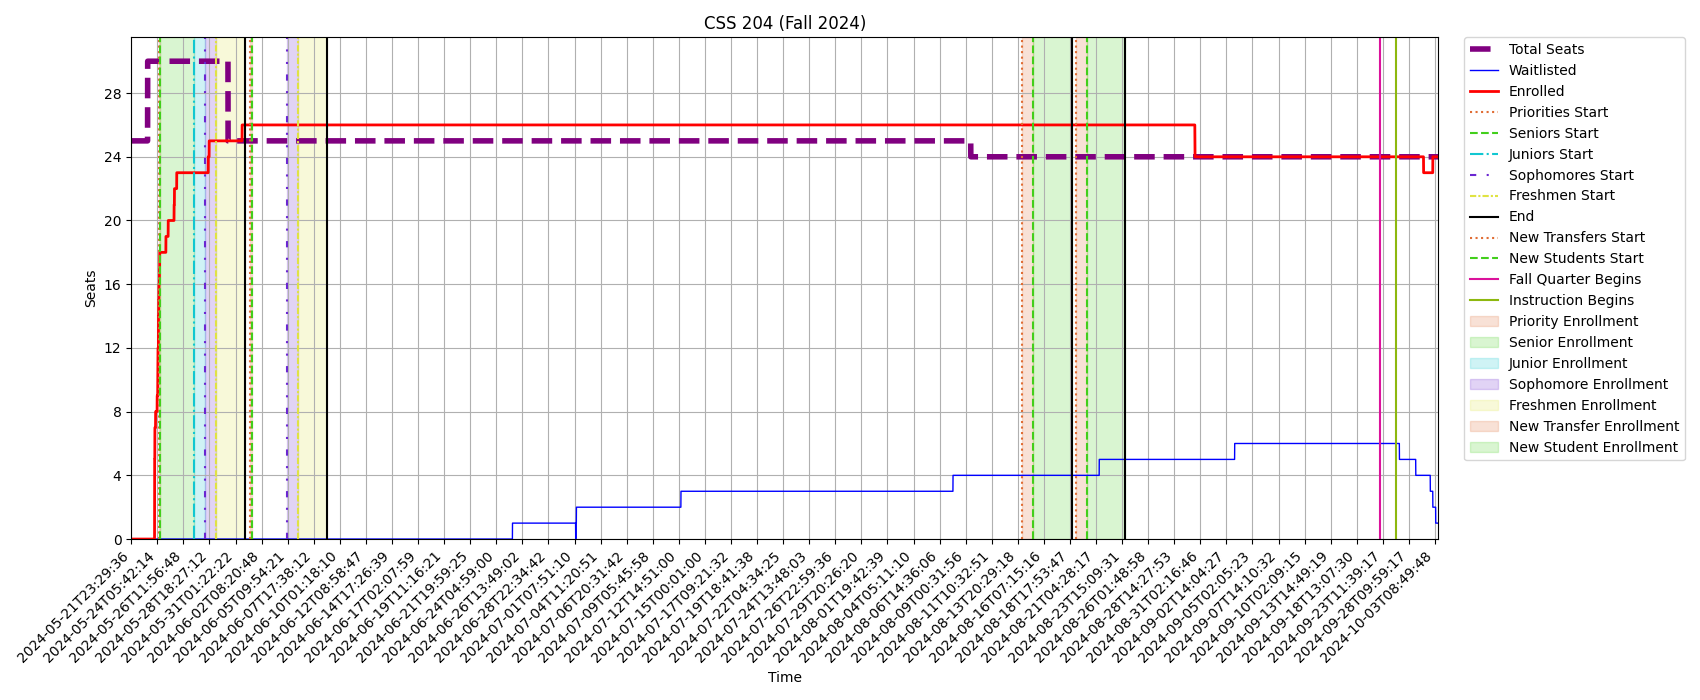 CSS 204 (Fall 2024)
Seats
28
24
20
16
12
8
4
0
2024-05-21T23:29:36
2024-05-24T05:42:14
2024-05-26T11:56:48
2024-05-28T18:27:12
2024-05-31T01:22:22
2024-06-02T08:20:48
2024-06-05T09:54:21
2024-06-07T17:38:12
2024-06-10T01:18:10
2024-06-12T08:58:47
2024-06-14T17:26:39
2024-06-17T02:07:59
2024-06-19T11:16:21
2024-06-21T19:59:25
2024-06-24T04:59:00
2024-06-26T13:49:02
2024-06-28T22:34:42
2024-07-01T07:51:10
2024-07-04T11:20:51
2024-07-06T20:31:42
2024-07-09T05:45:58
2024-07-12T14:51:00
2024-07-15T00:01:00
2024-07-17T09:21:32
2024-07-19T18:41:38
2024-07-22T04:34:25
2024-07-24T13:48:03
2024-07-26T22:59:36
2024-07-29T10:26:20
2024-08-01T19:42:39
2024-08-04T05:11:10
2024-08-06T14:36:06
2024-08-09T00:31:56
2024-08-11T10:32:51
2024-08-13T20:29:18
2024-08-16T07:15:16
2024-08-18T17:53:47
2024-08-21T04:28:17
2024-08-23T15:09:31
2024-08-26T01:48:58
2024-08-28T14:27:53
2024-08-31T02:16:46
2024-09-02T14:04:27
2024-09-05T02:05:23
2024-09-07T14:10:32
2024-09-10T02:09:15
2024-09-13T14:49:19
2024-09-18T13:07:30
2024-09-23T11:39:17
2024-09-28T09:59:17
2024-10-03T08:49:48
Time
Total Seats
Waitlisted
Enrolled
Priorities Start
Seniors Start
Juniors Start
Sophomores Start
Freshmen Start
End
New Transfers Start
New Students Start
Fall Quarter Begins
Instruction Begins
Priority Enrollment
Senior Enrollment
Junior Enrollment
Sophomore Enrollment
Freshmen Enrollment
New Transfer Enrollment
New Student Enrollment